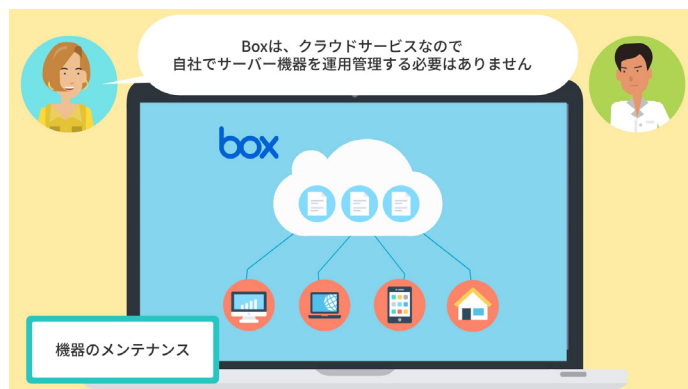 Boxは、クラウドサービスなので
自社でサーバー機器を運用管理する必要はありません
box
機器のメンテナンス